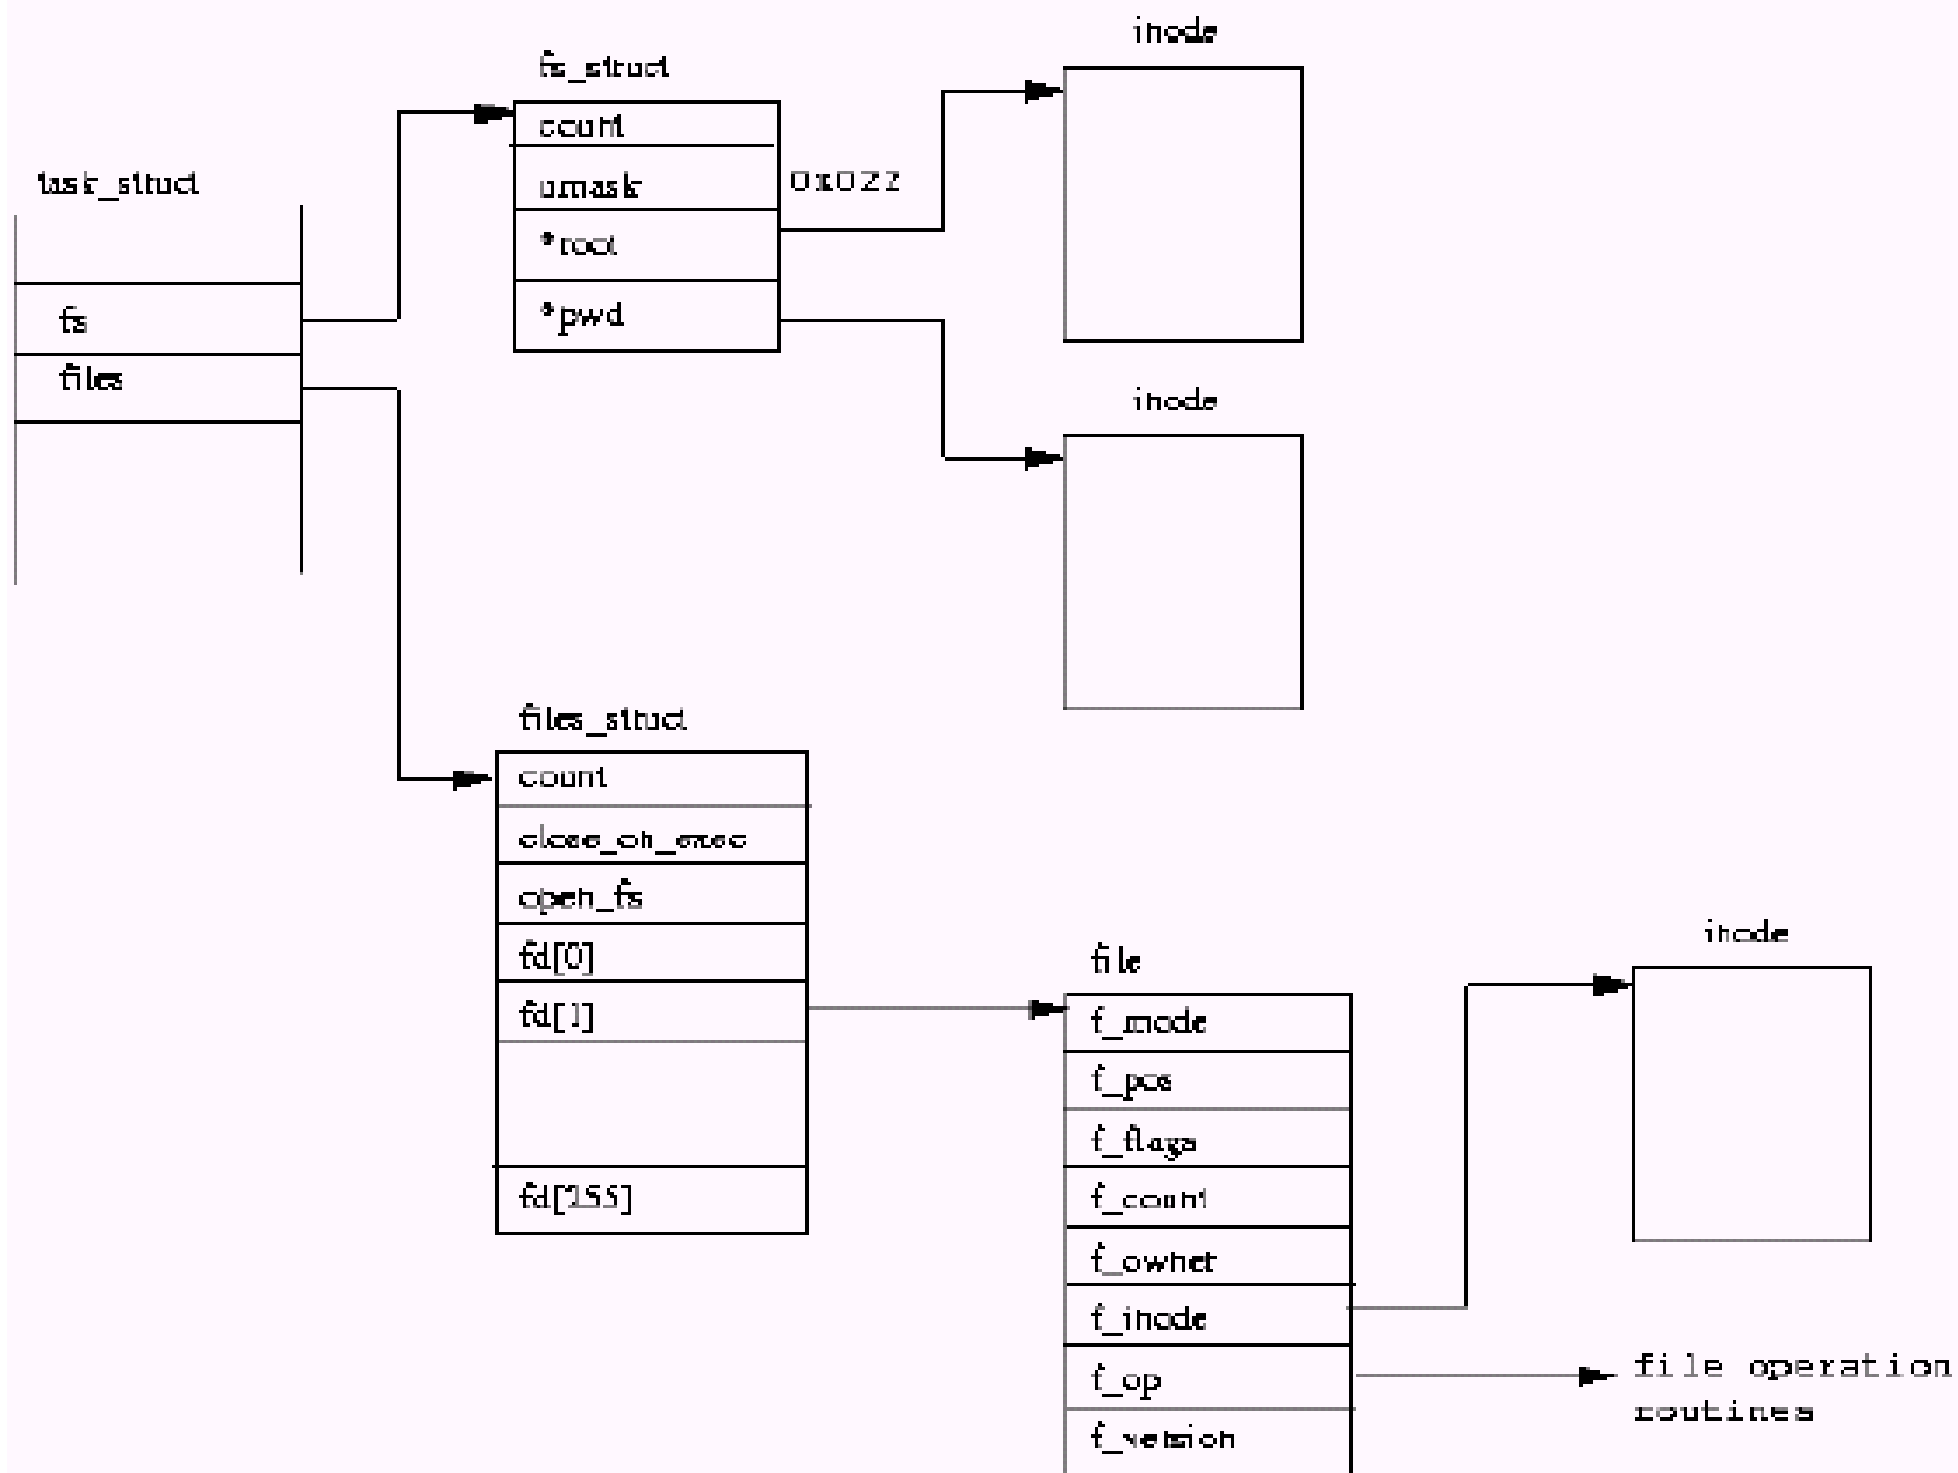 task_struct
fs
files
fs_struct
count
umask
0x022
*root
*pwd
inode
inode
files_struct
count
close_on_exec
open_fs
fd[0]
fd[1]
fd[255]
file
f_mode
f_pos
f_flags
f_count
f_owner
f_inode
f_op
f_version
inode
file operation
routines